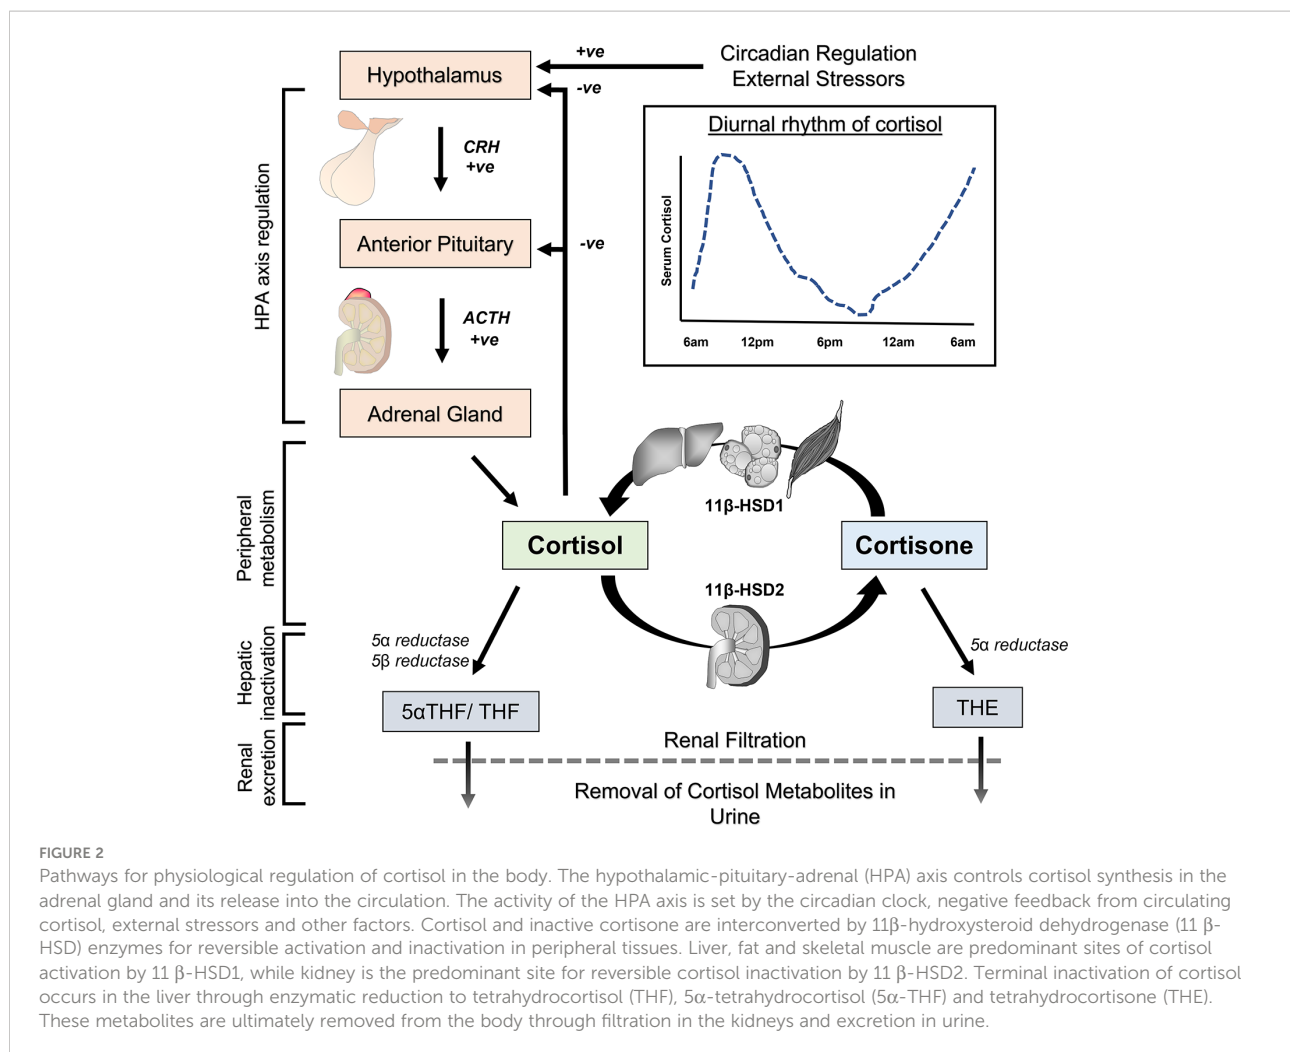 Hypothalamus
+ve
-ve
Circadian Regulation
External Stressors
HPA axis regulation
CRH
+ve
Anterior Pituitary
-ve
ACTH
+ve
Adrenal Gland
Diurnal rhythm of cortisol
Serum Cortisol
6am 12pm 6pm 12am 6am
Peripheral
metabolism
11β-HSD1
Cortisol
Cortisone
11β-HSD2
Hepatic
inactivation
5α reductase
5β reductase
5α reductase
5αTHF/ THF
THE
Renal
excretion
Renal Filtration
Removal of Cortisol Metabolites in
Urine
FIGURE 2
Pathways for physiological regulation of cortisol in the body. The hypothalamic-pituitary-adrenal (HPA) axis controls cortisol synthesis in the
adrenal gland and its release into the circulation. The activity of the HPA axis is set by the circadian clock, negative feedback from circulating
cortisol, external stressors and other factors. Cortisol and inactive cortisone are interconverted by 11β-hydroxysteroid dehydrogenase (11 β-
HSD) enzymes for reversible activation and inactivation in peripheral tissues. Liver, fat and skeletal muscle are predominant sites of cortisol
activation by 11 β-HSD1, while kidney is the predominant site for reversible cortisol inactivation by 11 β-HSD2. Terminal inactivation of cortisol
occurs in the liver through enzymatic reduction to tetrahydrocortisol (THF), 5α-tetrahydrocortisol (5α-THF) and tetrahydrocortisone (THE).
These metabolites are ultimately removed from the body through filtration in the kidneys and excretion in urine.